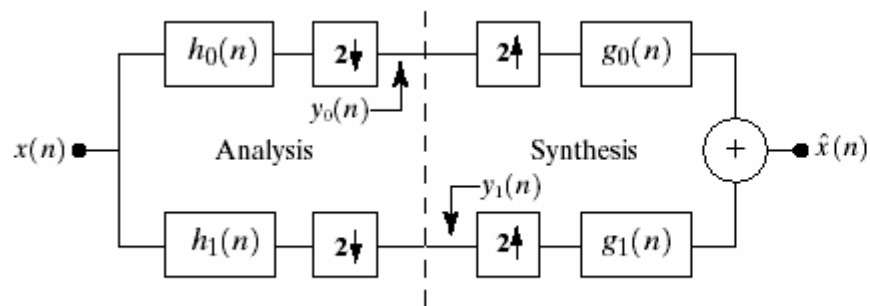 h₀(n) 2↓ 2↑ g₀(n)
y₀(n)
x(n) Analysis Synthesis + x̂(n)
y₁(n)
h₁(n) 2↓ 2↑ g₁(n)